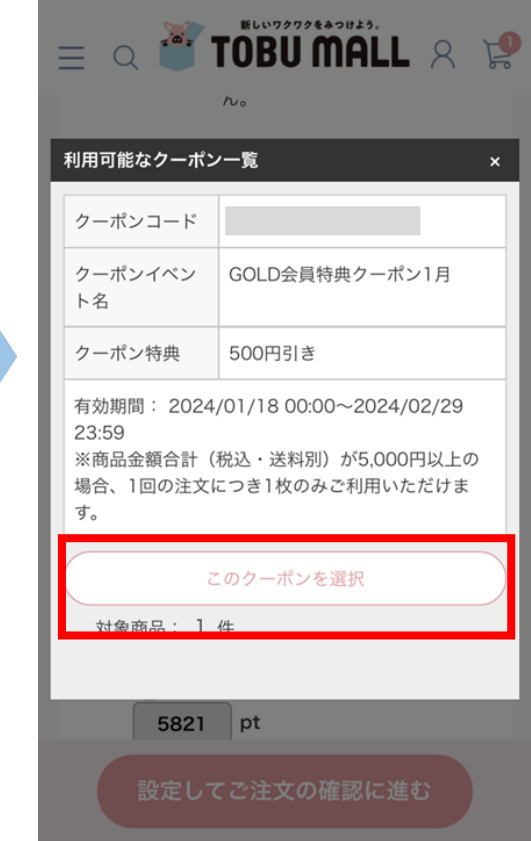 新しいワクワクをみつけよう。
TOBU MALL
1
ん。
利用可能なクーポン一覧 ×
クーポンコード
クーポンイベント名 GOLD会員特典クーポン1月
クーポン特典 500円引き
有効期間： 2024/01/18 00:00～2024/02/29
23:59
※商品金額合計（税込・送料別）が5,000円以上の
場合、1回の注文につき1枚のみご利用いただけま
す。
このクーポンを選択
対象商品： 1 件
5821 pt
設定してご注文の確認に進む